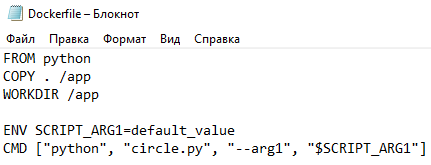 Dockerfile – Блокнот
Файл Правка Формат Вид Справка
FROM python
COPY . /app
WORKDIR /app
ENV SCRIPT_ARG1=default_value
CMD ["python", "circle.py", "--arg1", "$SCRIPT_ARG1"]